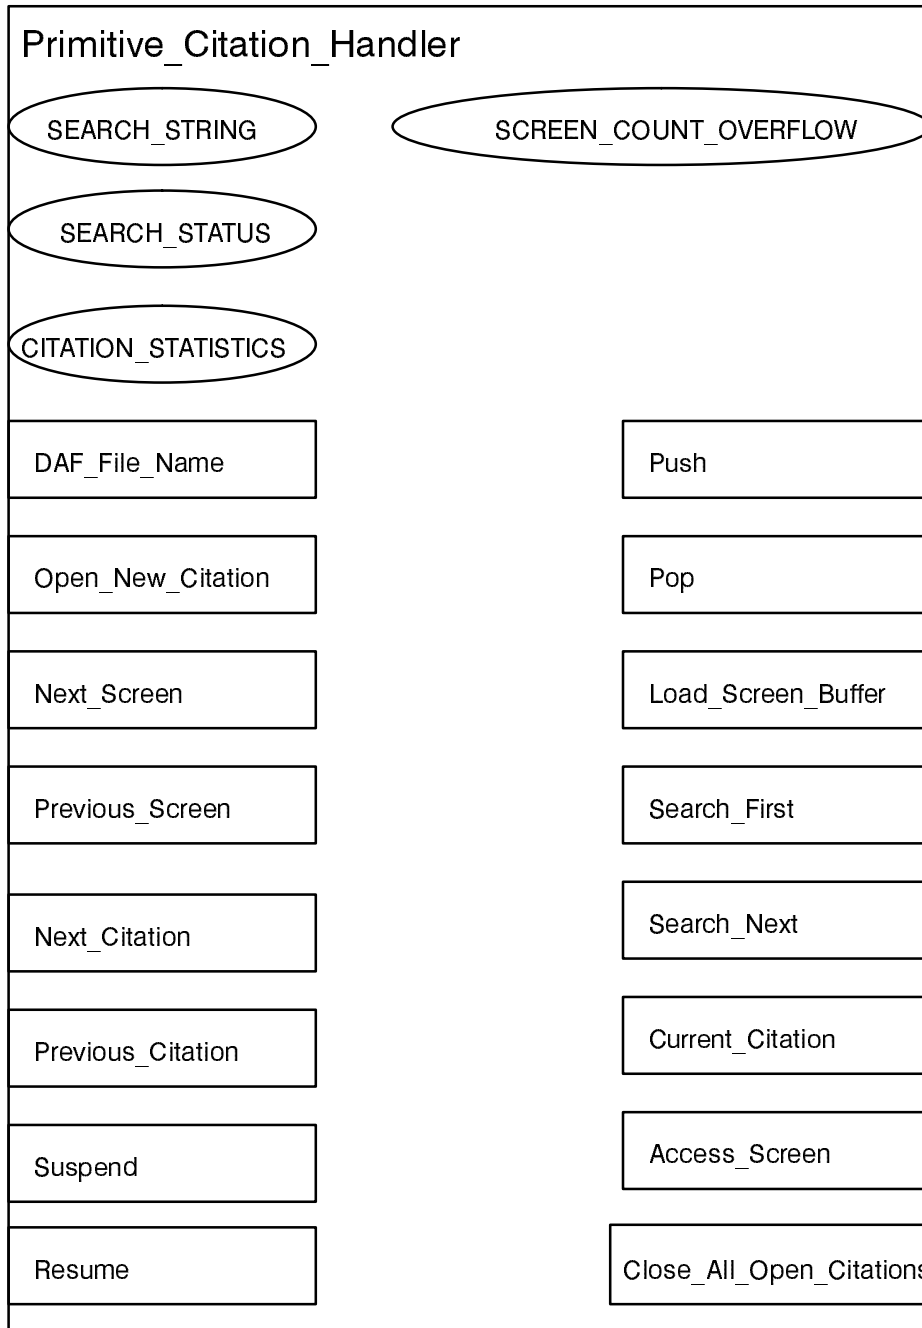 Primitive_Citation_Handler
SEARCH_STRING
SCREEN_COUNT_OVERFLOW
SEARCH_STATUS
CITATION_STATISTICS
DAF_File_Name
Push
Open_New_Citation
Pop
Next_Screen
Load_Screen_Buffer
Previous_Screen
Search_First
Next_Citation
Search_Next
Previous_Citation
Current_Citation
Suspend
Access_Screen
Resume
Close_All_Open_Citations